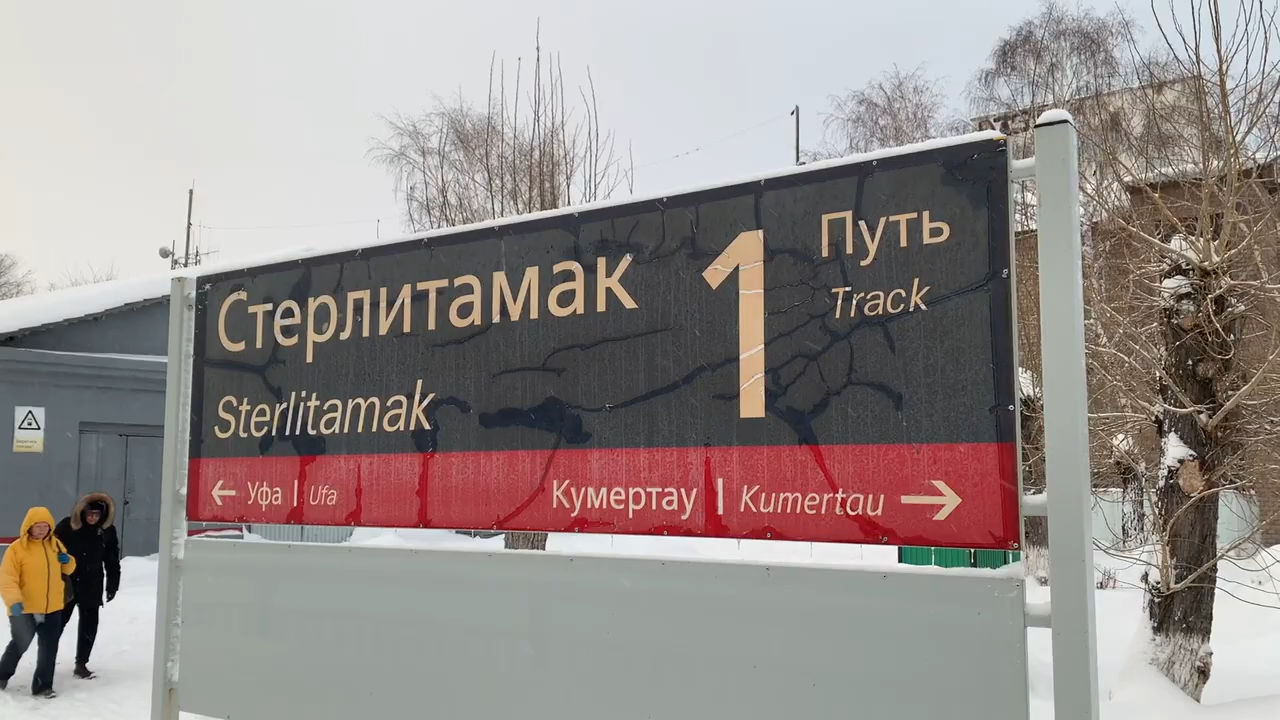 Стерлитамак
Sterlitamak
1
Путь
Track
← Уфа | Ufa
Кумертау | Kumertau →